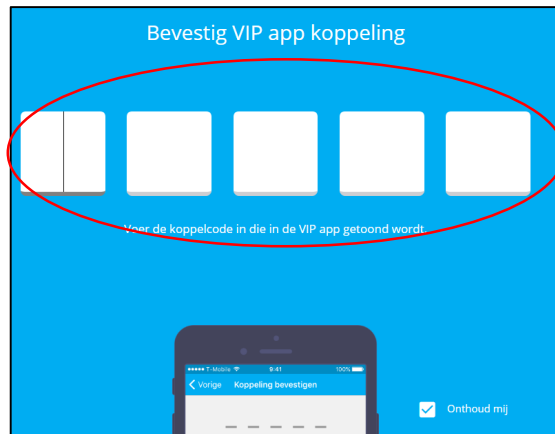 Bevestig VIP app koppeling
Voer de koppelcode in die in de VIP app getoond wordt
T-Mobile 9:41 100%
Vorige Koppeling bevestigen
Onthoud mij